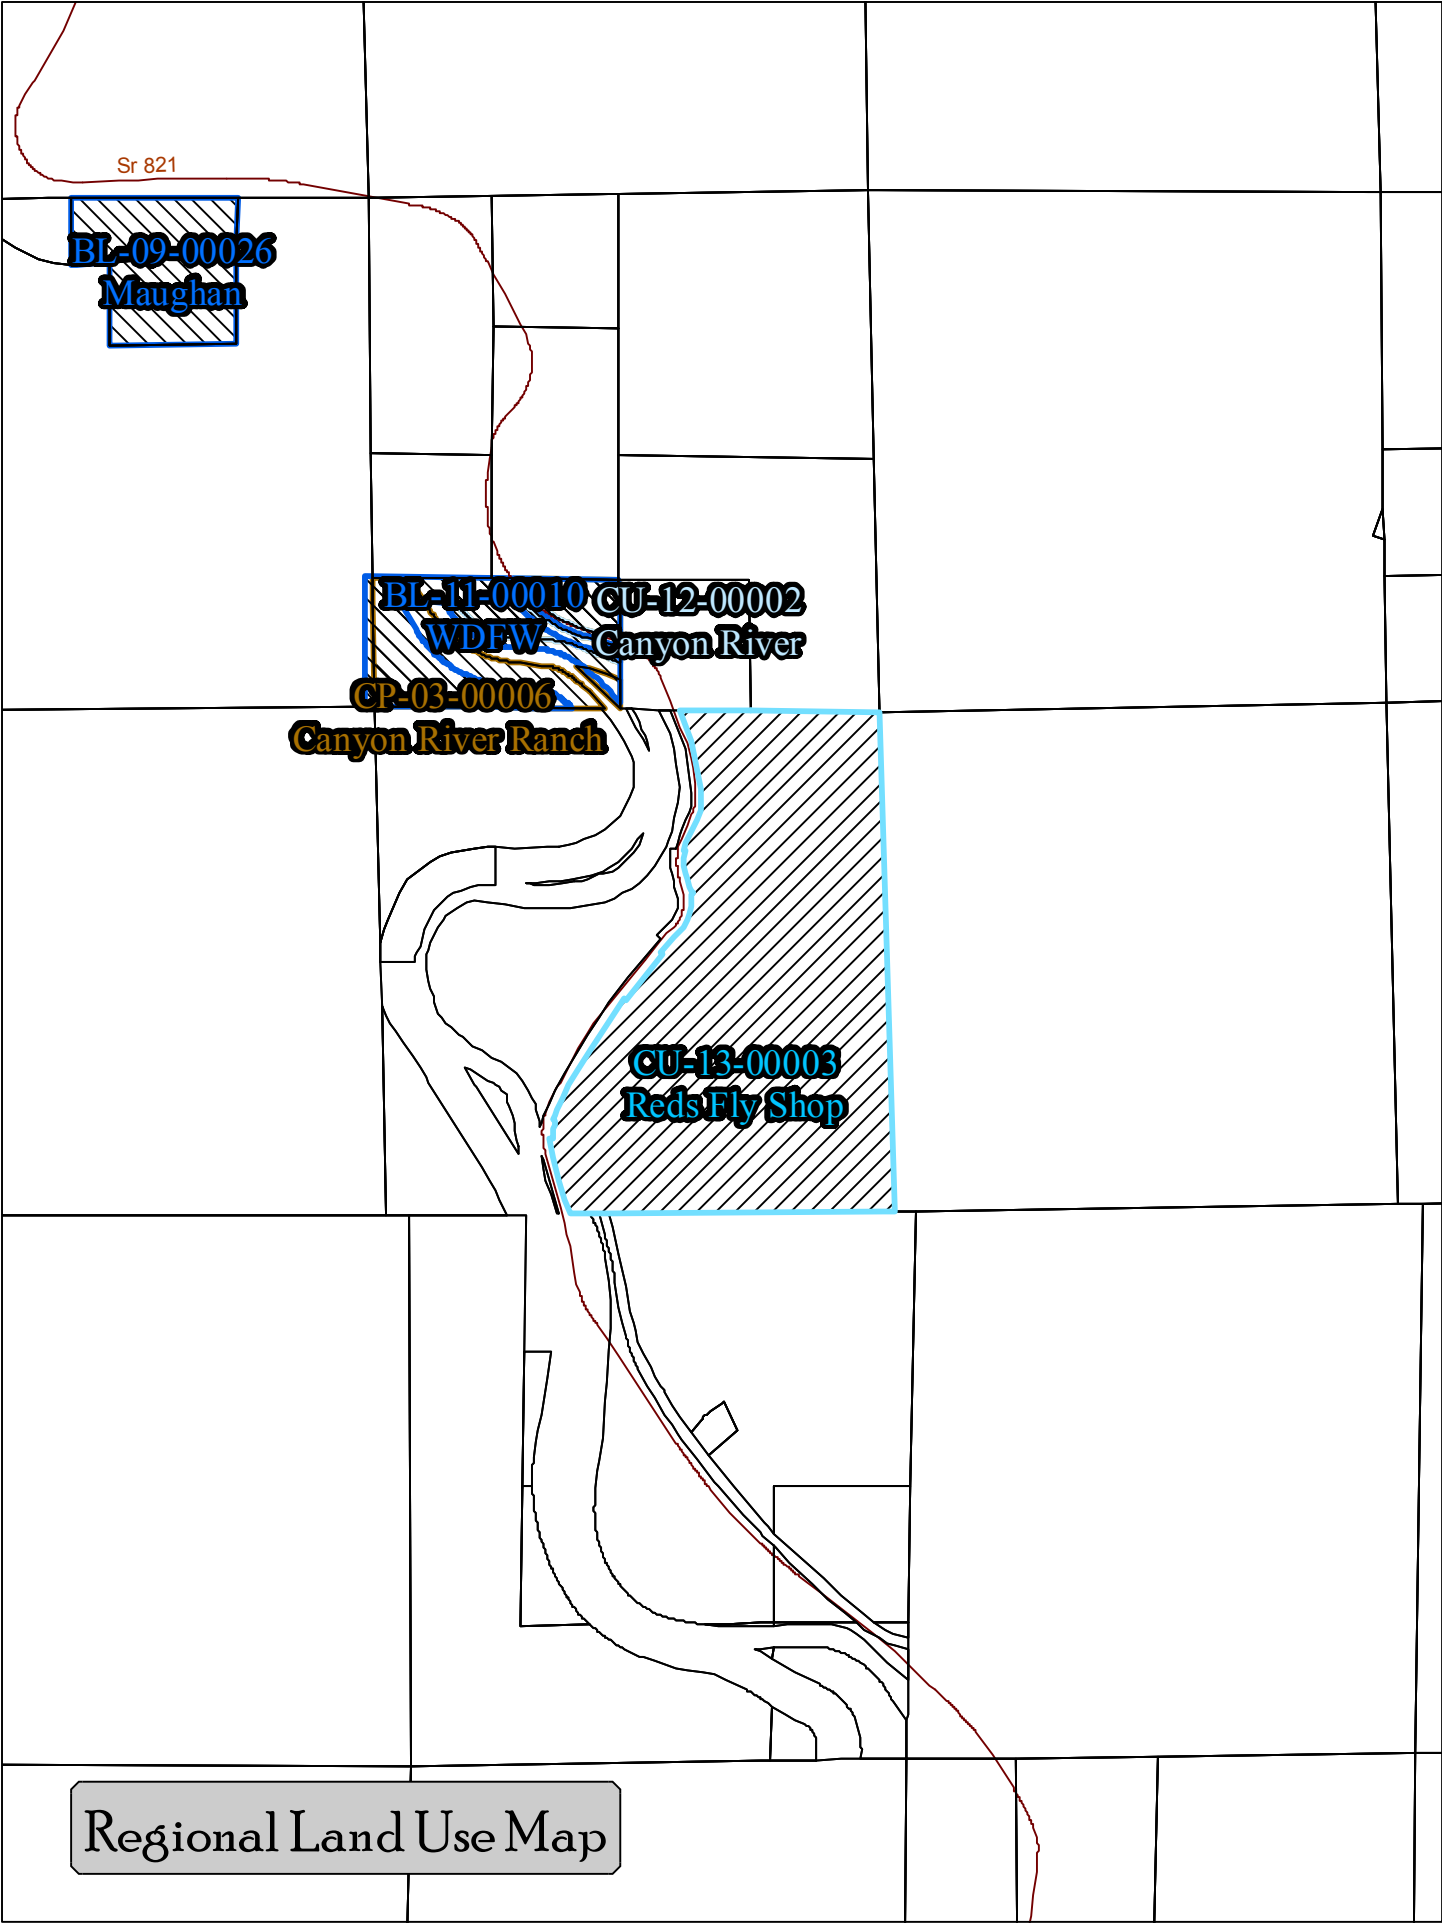 Sr 821
BL-09-00026
Maughan
BL-11-00010
WDFW
CU-12-00002
Canyon River
CP-03-00006
Canyon River Ranch
CU-13-00003
Reds Fly Shop
Regional Land Use Map